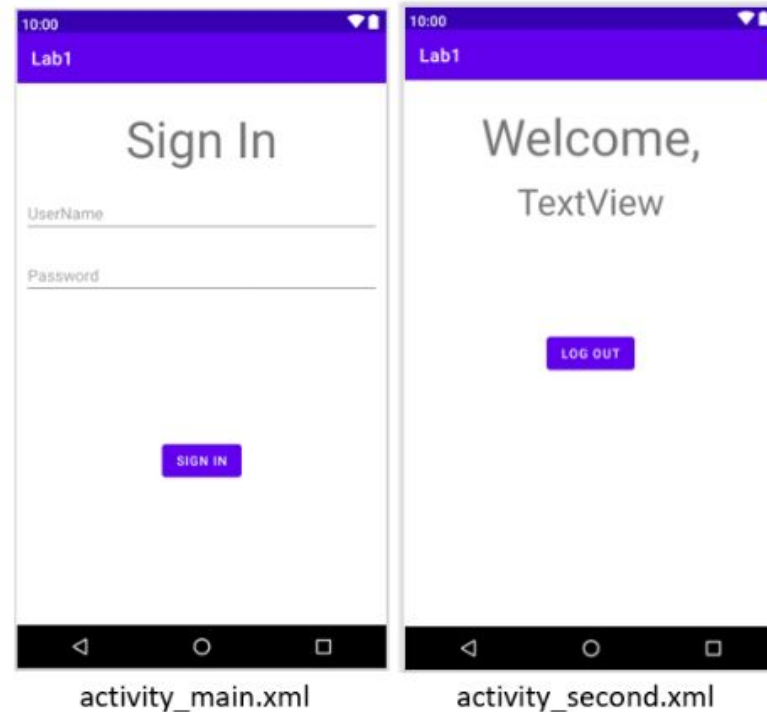 10:00
Lab1
Sign In
UserName
Password
SIGN IN
activity_main.xml
10:00
Lab1
Welcome,
TextView
LOG OUT
activity_second.xml